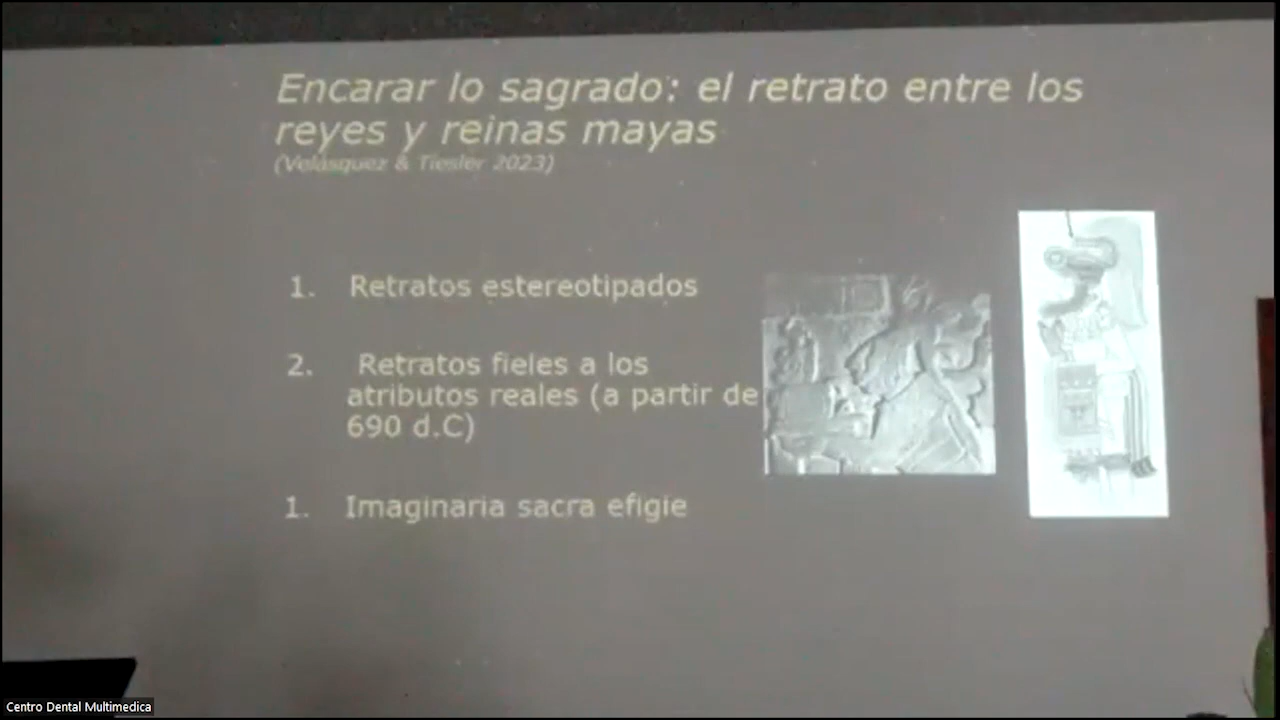 Encarar lo sagrado: el retrato entre los
reyes y reinas mayas
(Velásquez & Tiesler 2023)
1. Retratos estereotipados
2. Retratos fieles a los
atributos reales (a partir de
690 d.C)
1. Imaginaria sacra efigie
Centro Dental Multimedica